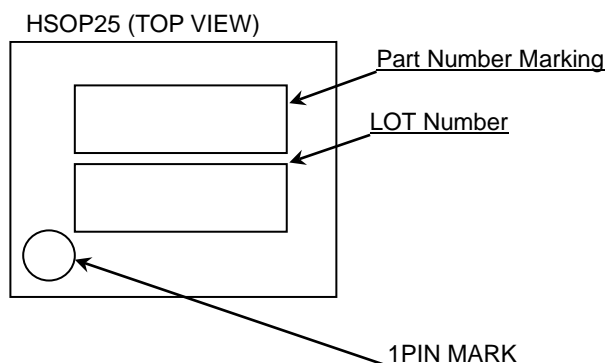 HSOP25 (TOP VIEW)
Part Number Marking
LOT Number
1PIN MARK